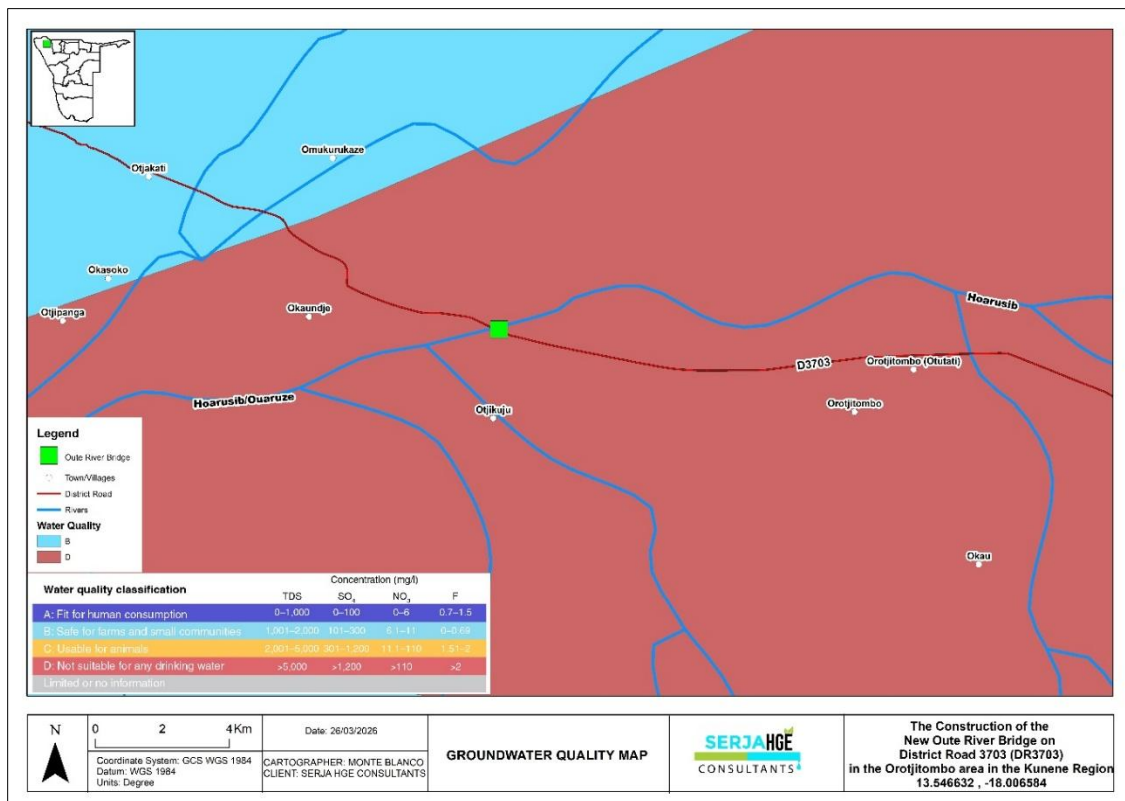 Otjakati
Omukurukaze
Okasoko
Otjipanga
Okaundjo
Hoarusib
D3703
Orotjitombo (Otutati)
Hoarusib/Ouaruze
Otjikuju
Orotjitombo
Okau
Legend
Oute River Bridge
Town/Villages
District Road
Rivers
Water Quality
B
D
Water quality classification
Concentration (mg/l)
TDS SO4 NO3 F
A: Fit for human consumption 0–1,000 0–100 0–6 0.7–1.5
B: Safe for farms and small communities 1,001–2,000 101–300 6.1–11 0–0.69
C: Usable for animals 2,001–5,000 301–1,200 11.1–110 1.51–2
D: Not suitable for any drinking water >5,000 >1,200 >110 >2
Limited or no information
N
0 2 4 Km
Coordinate System: GCS WGS 1984
Datum: WGS 1984
Units: Degree
Date: 26/03/2026
CARTOGRAPHER: MONTE BLANCO
CLIENT: SERJA HGE CONSULTANTS
GROUNDWATER QUALITY MAP
SERJAHGE
CONSULTANTS
The Construction of the
New Oute River Bridge on
District Road 3703 (DR3703)
in the Orotjitombo area in the Kunene Region
13.546632 , -18.006584